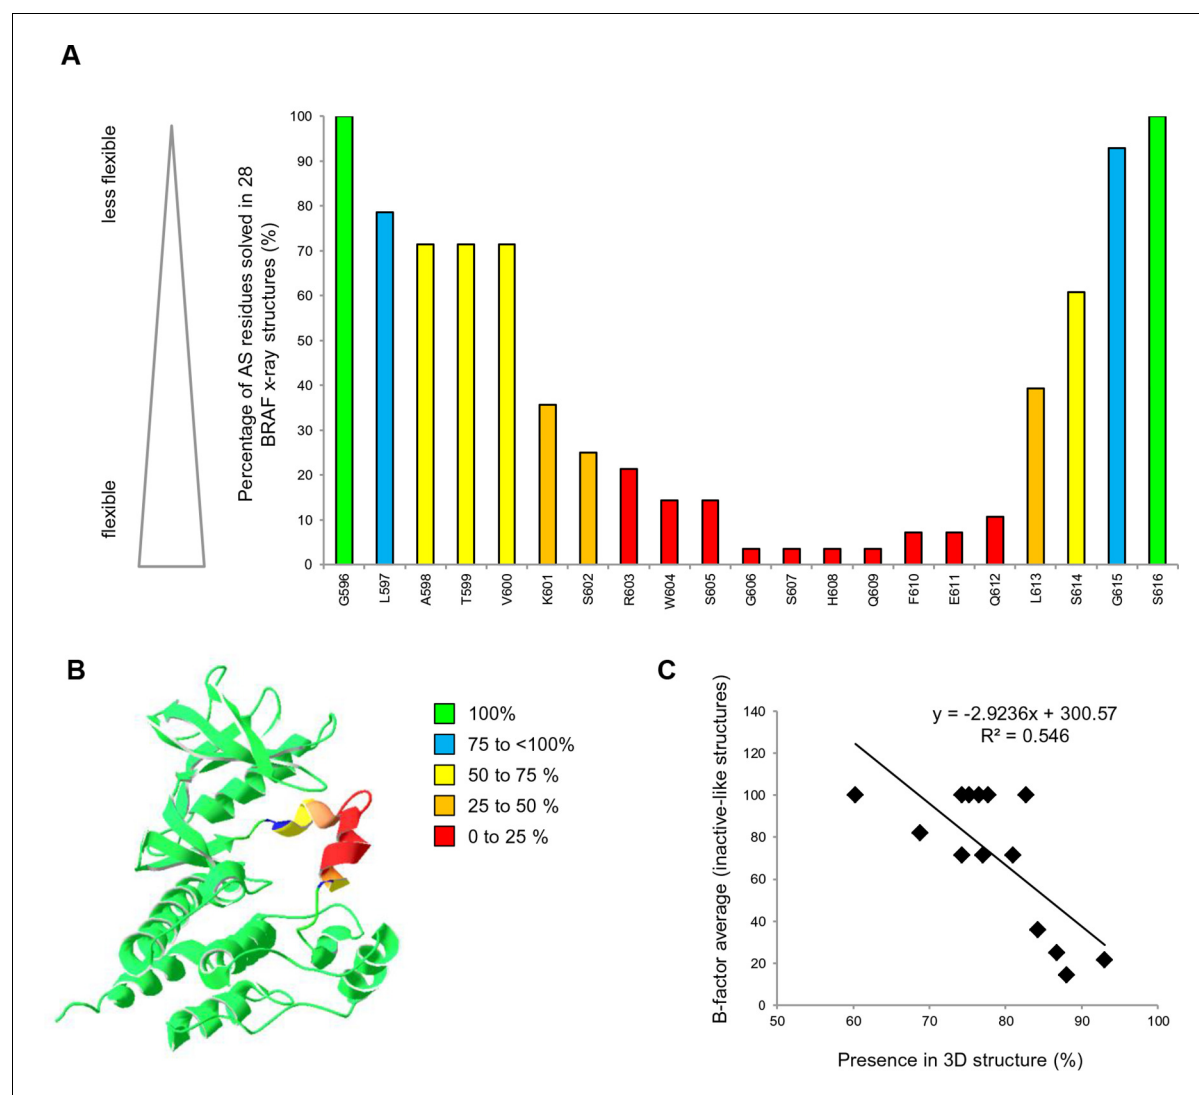 A
less flexible
flexible
Percentage of AS residues solved in 28
BRAF x-ray structures (%)
100
90
80
70
60
50
40
30
20
10
0
G596
L597
A598
T599
V600
K601
S602
R603
W604
S605
G606
S607
H608
Q609
F610
E611
Q612
L613
S614
G615
S616
B
100%
75 to <100%
50 to 75 %
25 to 50 %
0 to 25 %
C
B-factor average (inactive-like structures)
y = -2.9236x + 300.57
R² = 0.546
140
120
100
80
60
40
20
0
50
60
70
80
90
100
Presence in 3D structure (%)